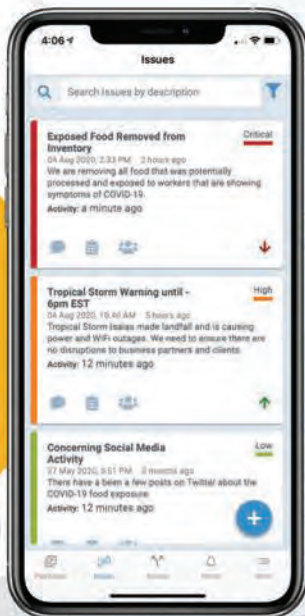 4:06
Issues
Search Issues by description
Exposed Food Removed from
Inventory
Critical
04 Aug 2020, 2:33 PM 2 hours ago
We are removing all food that was potentially
processed and exposed to workers that are showing
symptoms of COVID-19.
Activity: a minute ago
Tropical Storm Warning until -
6pm EST
High
04 Aug 2020, 10:40 AM 5 hours ago
Tropical Storm Isaias made landfall and is causing
power and WiFi outages. We need to ensure there are
no disruptions to business partners and clients.
Activity: 12 minutes ago
Concerning Social Media
Activity
Low
27 May 2020, 5:51 PM 2 months ago
There have a been a few posts on Twitter about the
COVID-19 food exposure.
Activity: 12 minutes ago
Issues